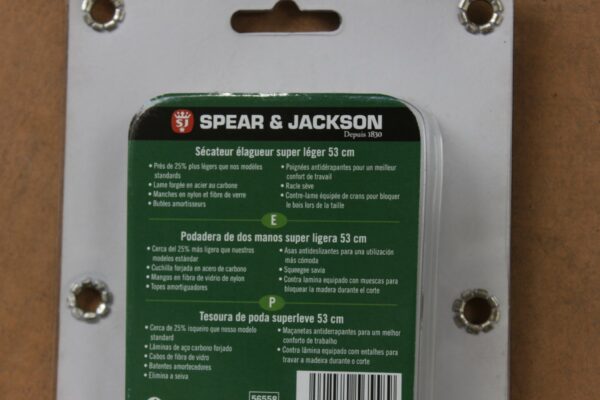 SJ
SPEAR & JACKSON
Depuis 1830
Sécateur élagueur super léger 53 cm
• Près de 25% plus légers que nos modèles
standards
• Lame forgée en acier au carbone
• Manches en nylon et fibre de verre
• Butées amortisseurs
• Poignées antidérapantes pour un meilleur
confort de travail
• Racle sève
• Contre-lame équipée de crans pour bloquer
le bois lors de la taille
E
Podadera de dos manos super ligera 53 cm
• Cerca del 25% más ligera que nuestros
modelos estándar
• Cuchilla forjada en acero de carbono
• Mangos en fibra de vidrio de nylon
• Topes amortiguadores
• Asas antideslizantes para una utilización
más cómoda
• Squeegne savia
• Contra lamina equipado con muescas para
bloquear la madera durante el corte
P
Tesoura de poda superleve 53 cm
• Cerca de 25% isqueiro que nosso modelo
standard
• Lâminas de aço carbono forjado
• Cabos de fibra de vidro
• Batentes amortecedores
• Elimina a seiva
• Maçanetas antiderrapantes para um melhor
conforto de trabalho
• Contra lâmina equipado com entalhes para
travar a madeira durante o corte
56558